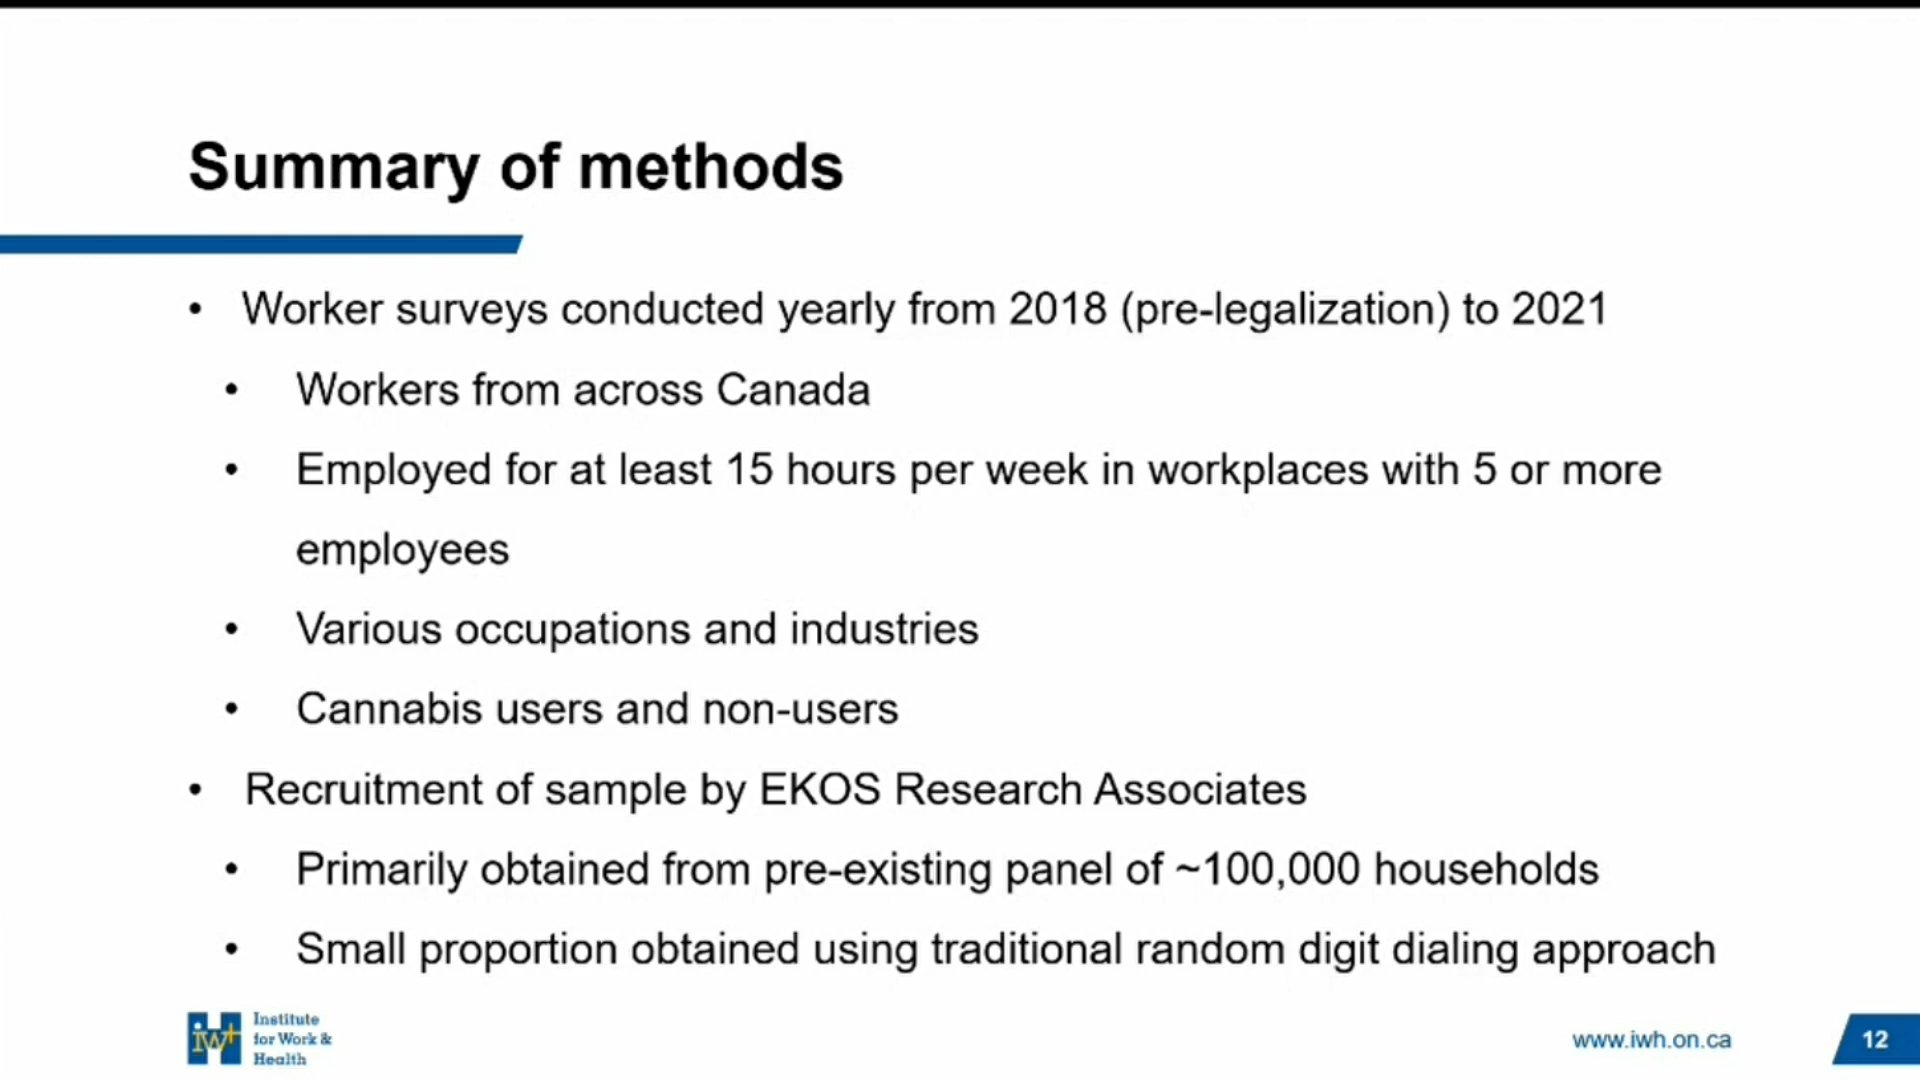 Summary of methods
• Worker surveys conducted yearly from 2018 (pre-legalization) to 2021
• Workers from across Canada
• Employed for at least 15 hours per week in workplaces with 5 or more
employees
• Various occupations and industries
• Cannabis users and non-users
• Recruitment of sample by EKOS Research Associates
• Primarily obtained from pre-existing panel of ~100,000 households
• Small proportion obtained using traditional random digit dialing approach
iwh
Institute
for Work &
Health
www.iwh.on.ca
12